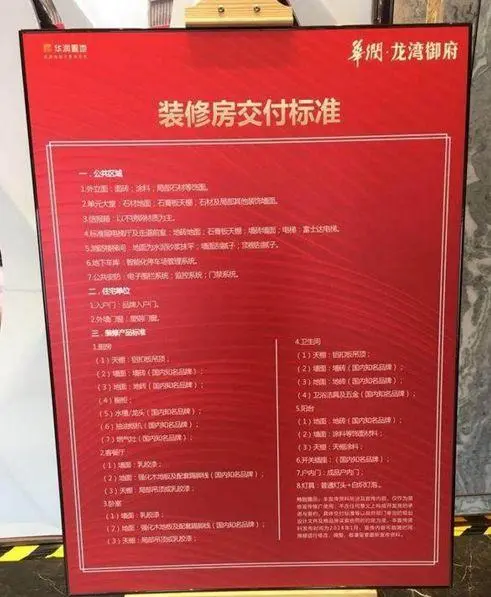 华润置地
華潤·龙湾御府
装修房交付标准
一．公共区域
1.外立面：面砖；涂料；局部石材等饰面。
2.单元大堂：石材地面；石膏板天棚；石材及局部其他装饰墙面。
3.信报箱：以不锈钢材质为主。
4.标准层电梯厅及走道前室：地砖地面；石膏板天棚；墙砖墙面；电梯：富士达电梯。
5.消防楼梯间：地面为水泥砂浆抹平；墙面刮腻子；顶棚刮腻子。
6.地下车库：智能化停车场管理系统。
7.公共安防：电子围栏系统；监控系统；门禁系统。
二．住宅单位
1.入户门：品牌入户门。
2.外墙门窗：塑钢门窗。
三．装修产品标准
1.厨房
（1）天棚：铝扣板吊顶；
（2）墙面：墙砖（国内知名品牌）；
（3）地面：地砖（国内知名品牌）；
（4）橱柜；
（5）水槽/龙头（国内知名品牌）；
（6）抽油烟机（国内知名品牌）；
（7）燃气灶（国内知名品牌）；
2.客餐厅
（1）墙面：乳胶漆；
（2）地面：强化木地板及配套踢脚线（国内知名品牌）；
（3）天棚：局部吊顶或乳胶漆；
3.卧室
（1）墙面：乳胶漆；
（2）地面：强化木地板及配套踢脚线（国内知名品牌）；
（3）天棚：局部吊顶或乳胶漆
4.卫生间
（1）天棚：铝扣板吊顶；
（2）墙面：墙砖（国内知名品牌）；
（3）地面：地砖（国内知名品牌）；
（4）卫浴洁具及五金（国内知名品牌）；
5.阳台
（1）地面：地砖（国内知名品牌）；
（2）墙面：涂料等饰面材料；
（3）天棚：天棚涂料；
6.开关插座：（国内知名品牌）；
7.户内门：成品户内门；
8.灯具：普通灯头+白炽灯泡。
特别提示：本宣传资料所涉及宣传内容，仅作为装